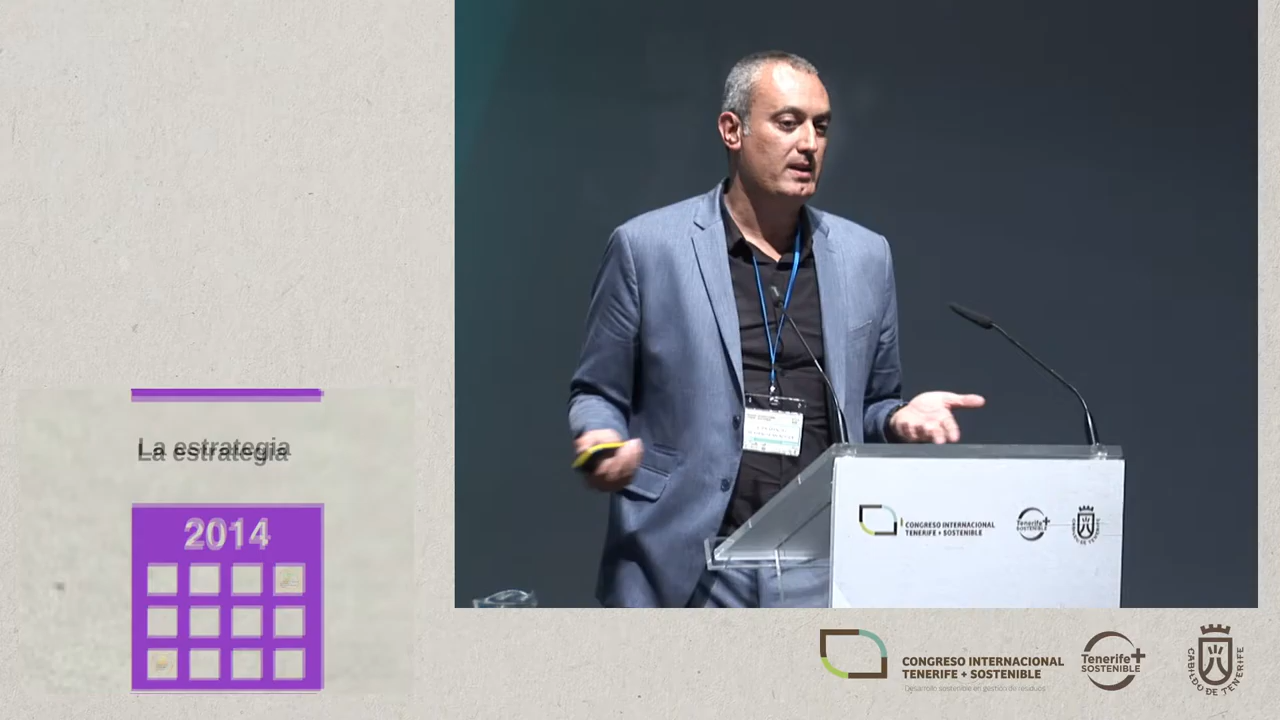 La estrategia
2014
CONGRESO INTERNACIONAL
TENERIFE + SOSTENIBLE
Tenerife+
SOSTENIBLE
CABILDO DE TENERIFE
CONGRESO INTERNACIONAL
TENERIFE + SOSTENIBLE
Desarrollo sostenible en gestión de residuos
Tenerife+
SOSTENIBLE
CABILDO DE TENERIFE